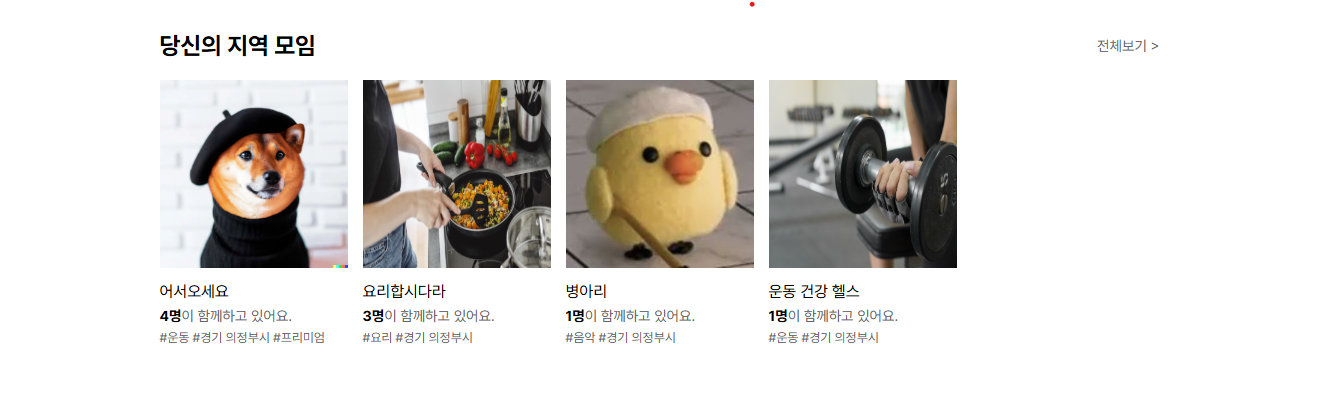 당신의 지역 모임
전체보기 >
어서오세요
4명이 함께하고 있어요.
#운동 #경기 의정부시 #프리미엄
요리합시다라
3명이 함께하고 있어요.
#요리 #경기 의정부시
병아리
1명이 함께하고 있어요.
#음악 #경기 의정부시
운동 건강 헬스
1명이 함께하고 있어요.
#운동 #경기 의정부시